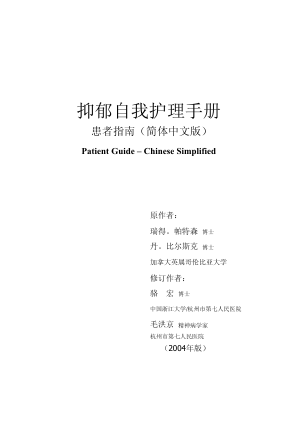 抑郁自我护理手册
患者指南（简体中文版）
Patient Guide – Chinese Simplified
原作者：
瑞得。帕特森 博士
丹。比尔斯克 博士
加拿大英属哥伦比亚大学
修订作者：
骆 宏 博士
中国浙江大学/杭州市第七人民医院
毛洪京 精神病学家
杭州市第七人民医院
（2004年版）